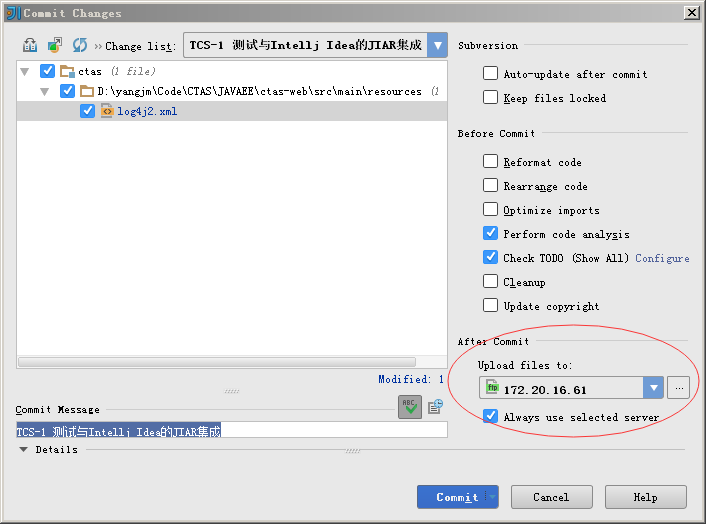 Commit Changes
» Change list: TCS-1 测试与Intellj Idea的JIAR集成
ctas (1 file)
D:\yangjm\Code\CTAS\JAVAEE\ctas-web\src\main\resources (1
log4j2.xml
Modified: 1
Commit Message
ABC
TCS-1 测试与Intellj Idea的JIAR集成
Details
Subversion
Auto-update after commit
Keep files locked
Before Commit
Reformat code
Rearrange code
Optimize imports
Perform code analysis
Check TODO (Show All) Configure
Cleanup
Update copyright
After Commit
Upload files to:
ftp 172.20.16.61 ...
Always use selected server
Commit Cancel Help